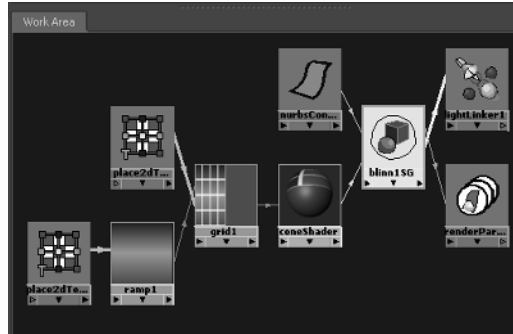 Work Area
nurbsCon...
lightLinker1
place2dT...
blinn1SG
grid1
coneShader
renderPar...
place2dTe...
ramp1